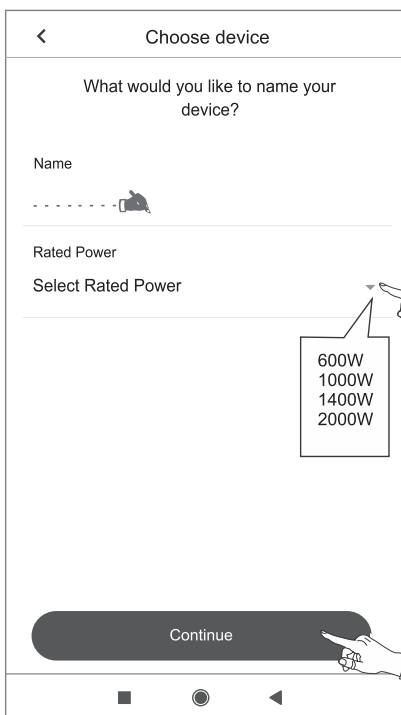 Choose device
What would you like to name your
device?
Name
Rated Power
Select Rated Power
600W
1000W
1400W
2000W
Continue